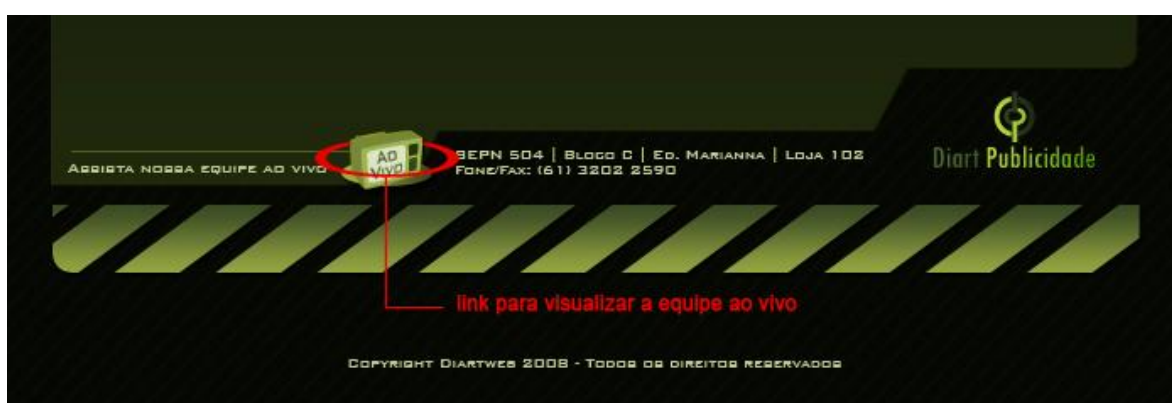 Assista nossa equipe ao vivo
AO
VIVO
SEPN 504 | Bloco C | Ed. Marianna | Loja 102
Fone/Fax: (61) 3202 2590
Diart Publicidade
link para visualizar a equipe ao vivo
Copyright Diartweb 2008 - Todos os direitos reservados